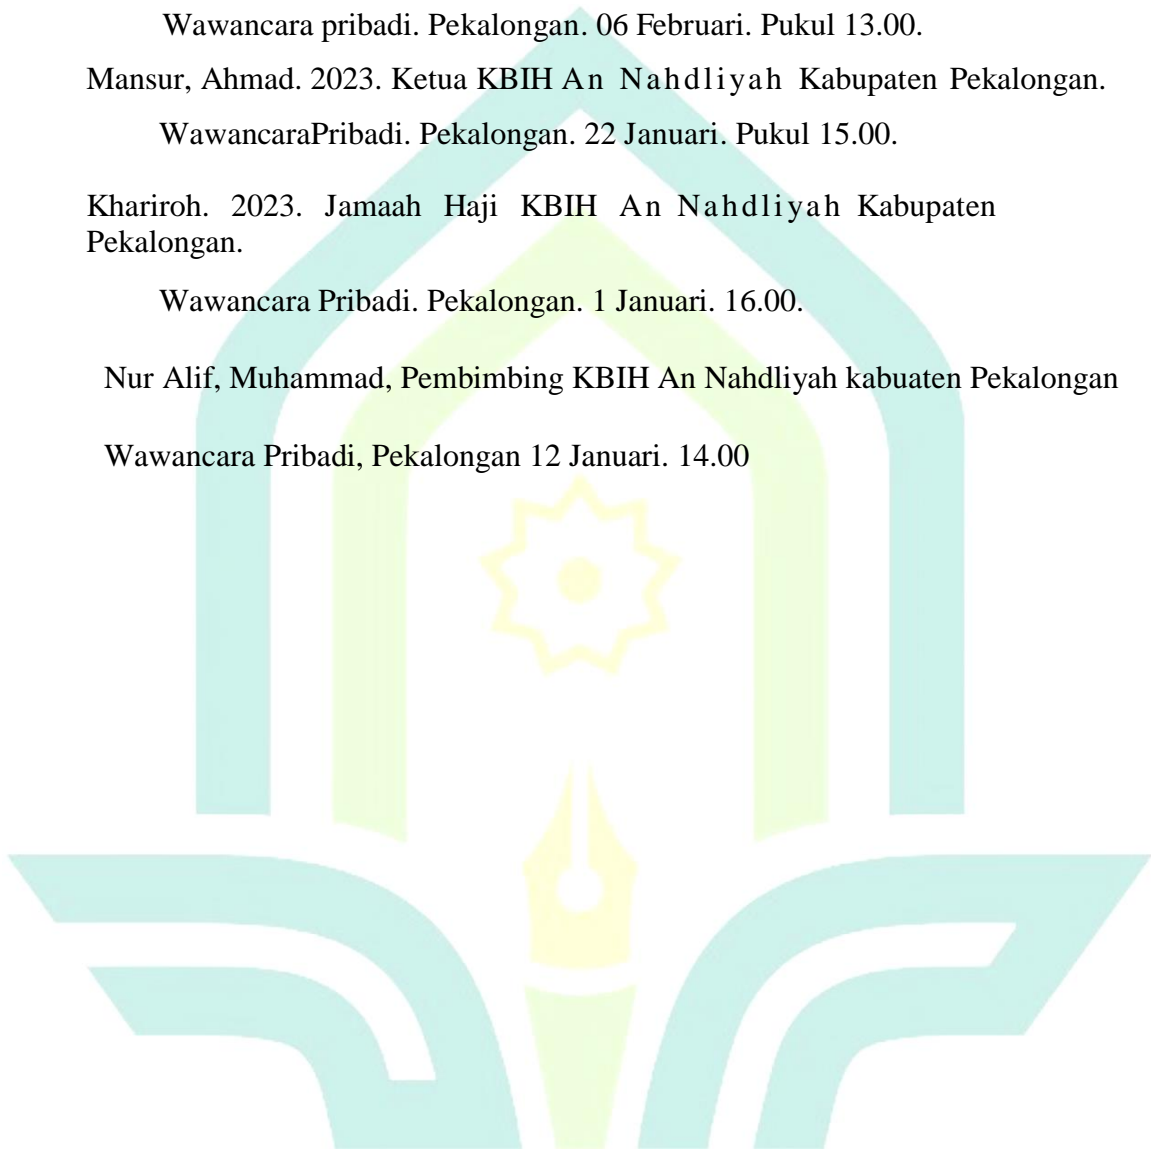 Wawancara pribadi. Pekalongan. 06 Februari. Pukul 13.00.
Mansur, Ahmad. 2023. Ketua KBIH An Nahdliyah Kabupaten Pekalongan.
WawancaraPribadi. Pekalongan. 22 Januari. Pukul 15.00.
Khariroh. 2023. Jamaah Haji KBIH An Nahdliyah Kabupaten
Pekalongan.
Wawancara Pribadi. Pekalongan. 1 Januari. 16.00.
Nur Alif, Muhammad, Pembimbing KBIH An Nahdliyah kabuaten Pekalongan
Wawancara Pribadi, Pekalongan 12 Januari. 14.00